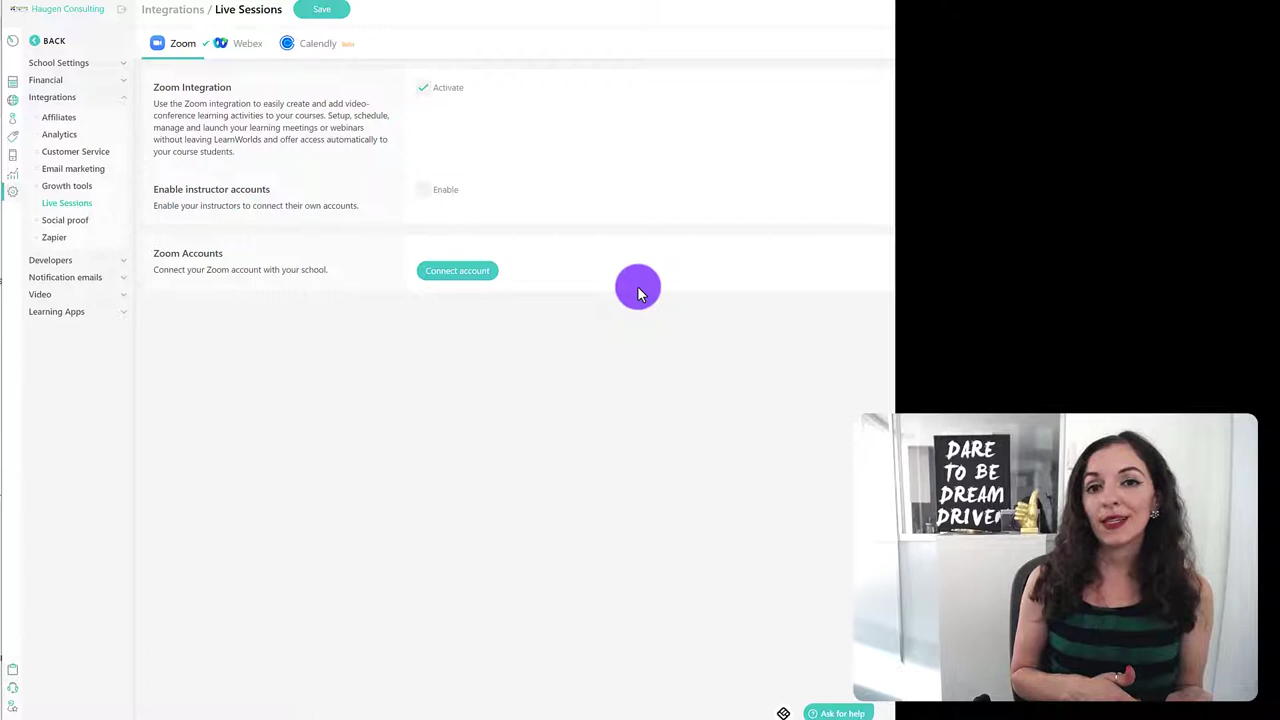 Haugen Consulting
Integrations / Live Sessions
Save
BACK
Zoom
Webex
Calendly
School Settings
Financial
Integrations
Affiliates
Analytics
Customer Service
Email marketing
Growth tools
Live Sessions
Social proof
Zapier
Developers
Notification emails
Video
Learning Apps
Zoom Integration
Use the Zoom integration to easily create and add video-
conference learning activities to your courses. Setup, schedule,
manage and launch your learning meetings or webinars
without leaving LearnWorlds and offer access automatically to
your course students.
Activate
Enable instructor accounts
Enable your instructors to connect their own accounts.
Enable
Zoom Accounts
Connect your Zoom account with your school.
Connect account
DARE
TO BE
DREAM
DRIVEN
Ask for help